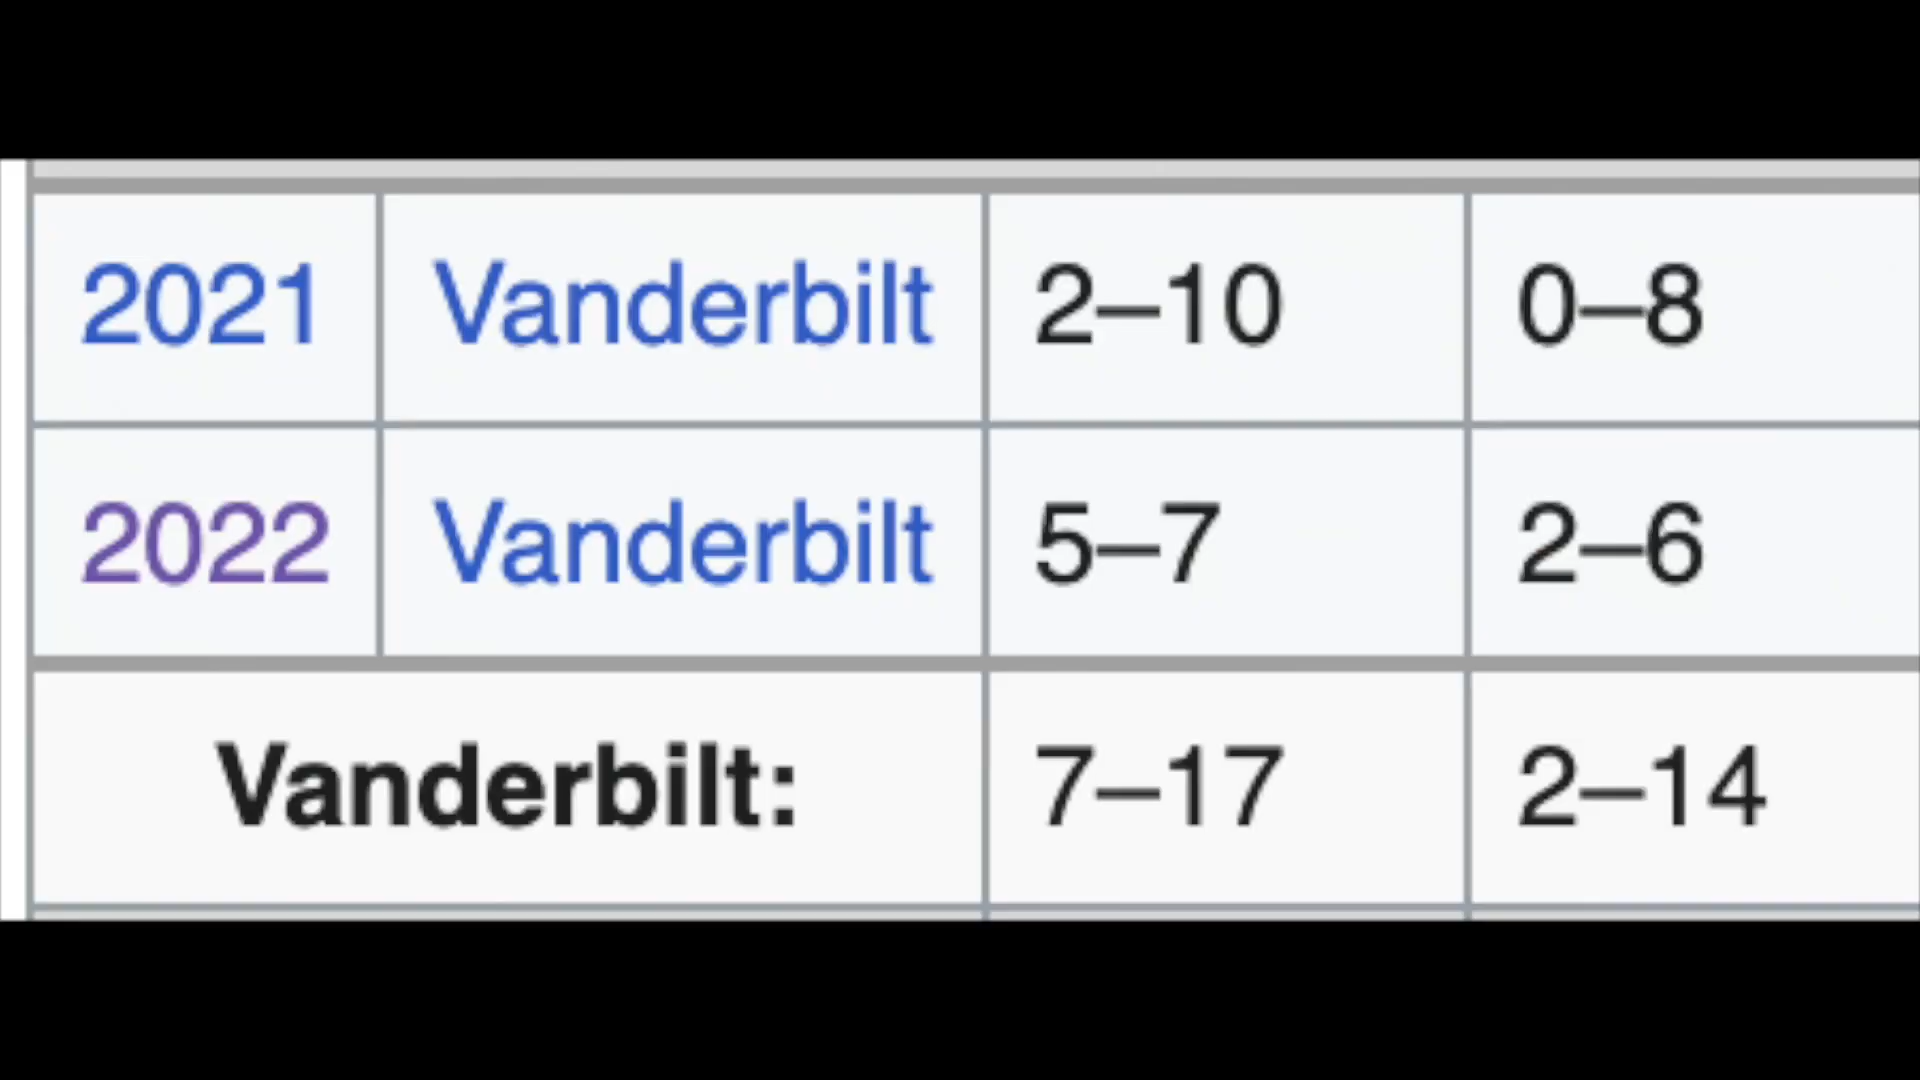 2021 Vanderbilt 2–10 0–8
2022 Vanderbilt 5–7 2–6
Vanderbilt: 7–17 2–14